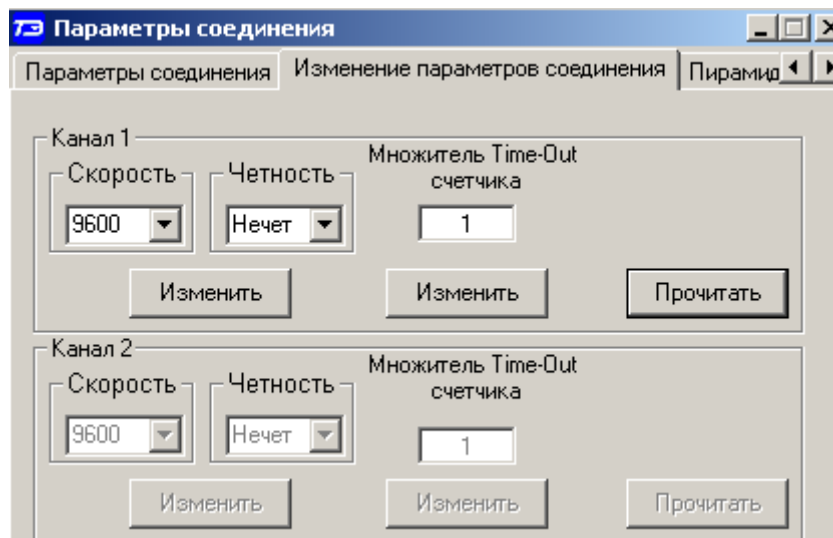 ТЭ Параметры соединения
Параметры соединения Изменение параметров соединения Пирамид
Канал 1
Скорость Четность Множитель Time-Out
счетчика
9600 Нечет 1
Изменить Изменить Прочитать
Канал 2
Скорость Четность Множитель Time-Out
счетчика
9600 Нечет 1
Изменить Изменить Прочитать